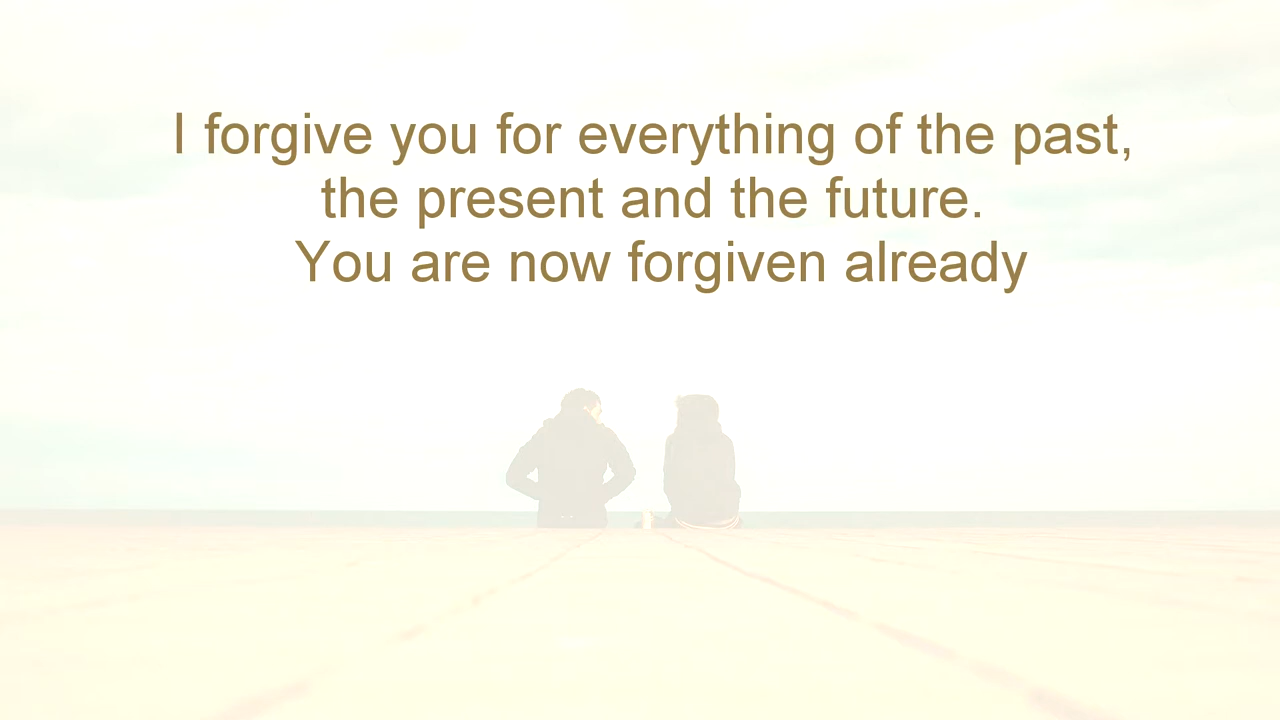 I forgive you for everything of the past,
the present and the future.
You are now forgiven already